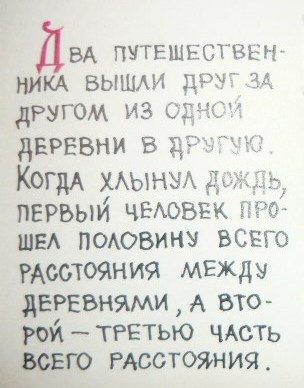 Два путешествен-
ника вышли друг за
другом из одной
деревни в другую.
Когда хлынул дождь,
первый человек про-
шел половину всего
расстояния между
деревнями, а вто-
рой — третью часть
всего расстояния.